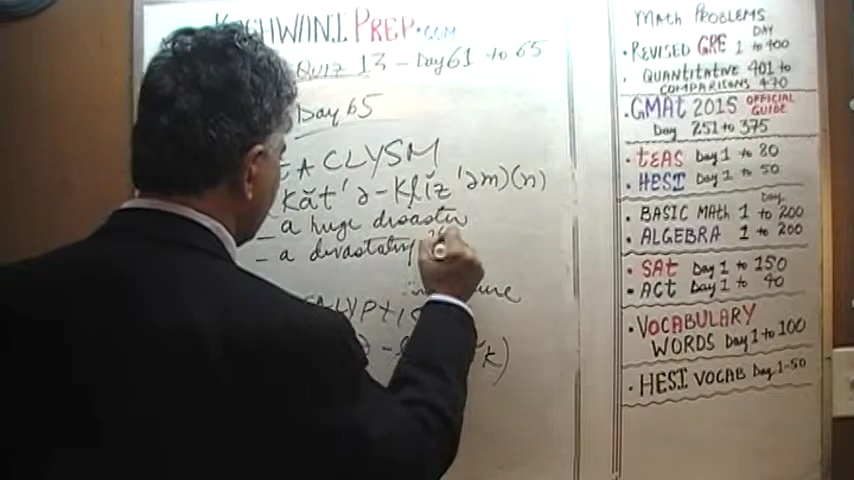 PREP.COM
QUIZ 13 - Day 61 to 65
Day 65
ACLYSM
(kăt'ə-klĭz'əm)(n)
- a huge disaster
- a devastating
LYPTIC
MATH PROBLEMS
DAY
• REVISED GRE 1 to 400
• QUANTITATIVE 401 to
COMPARISONS 470
• GMAT 2015 OFFICIAL GUIDE
Day 251 to 375
• TEAS Day 1 to 80
• HESI Day 1 to 50
Day
• BASIC MATH 1 to 200
• ALGEBRA 1 to 200
• SAT Day 1 to 150
• ACT Day 1 to 40
• VOCABULARY
WORDS Day 1 to 100
• HESI VOCAB Day 1-50